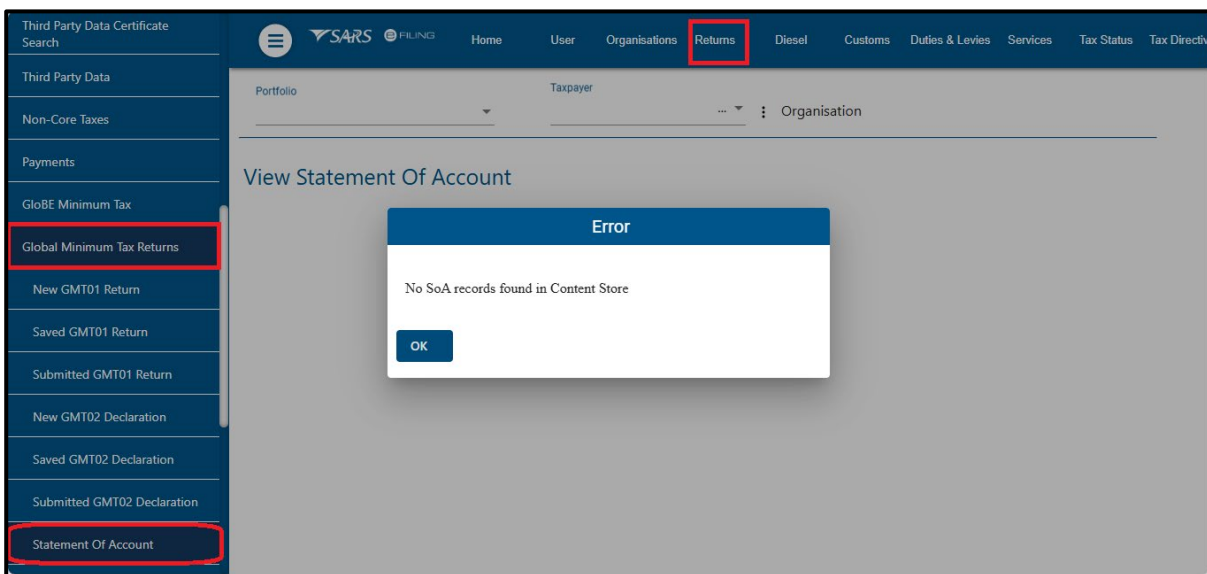 Third Party Data Certificate
Search
Third Party Data
Non-Core Taxes
Payments
GloBE Minimum Tax
Global Minimum Tax Returns
New GMT01 Return
Saved GMT01 Return
Submitted GMT01 Return
New GMT02 Declaration
Saved GMT02 Declaration
Submitted GMT02 Declaration
Statement Of Account
SARS e FILING Home User Organisations Returns Diesel Customs Duties & Levies Services Tax Status Tax Directiv
Portfolio Taxpayer
... Organisation
View Statement Of Account
Error
No SoA records found in Content Store
OK